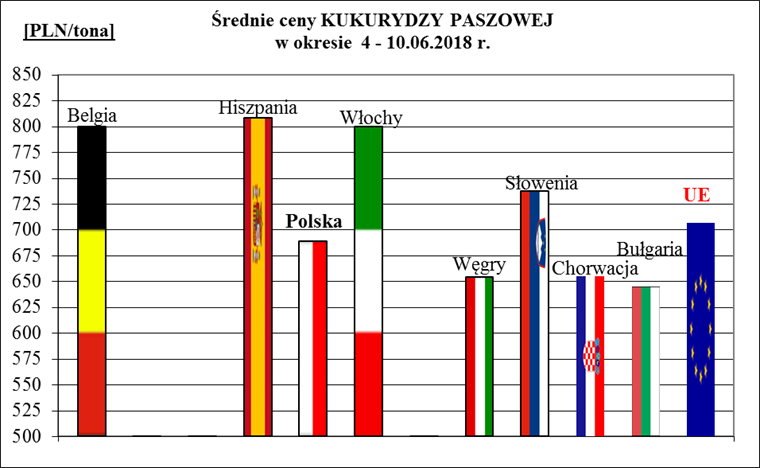 [PLN/tona]
Średnie ceny KUKURYDZY PASZOWEJ
w okresie 4 - 10.06.2018 r.
850
825
800
775
750
725
700
675
650
625
600
575
550
525
500
Belgia
Hiszpania
Polska
Włochy
Węgry
Słowenia
Chorwacja
Bułgaria
UE